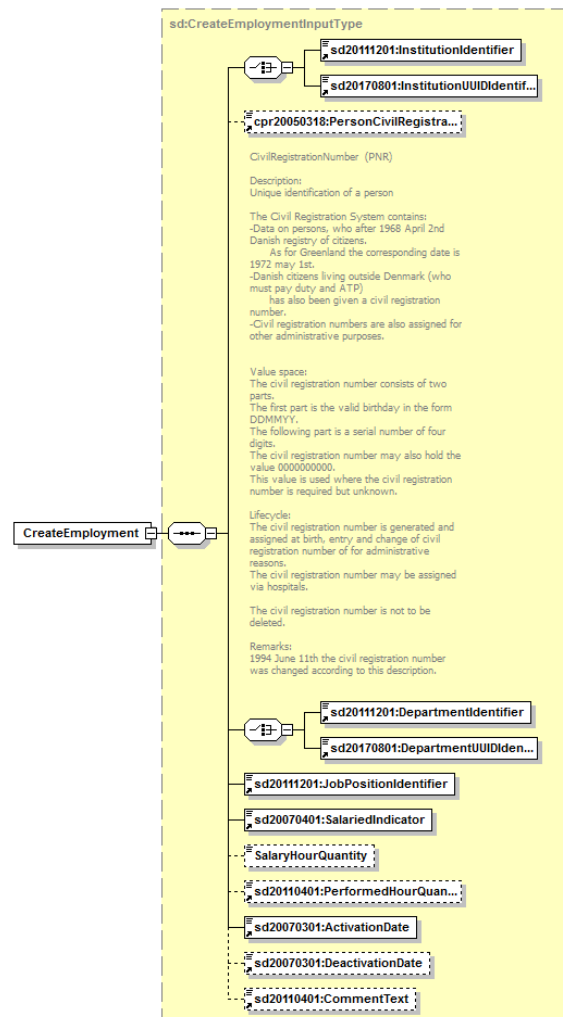 sd:CreateEmploymentInputType
sd20111201:InstitutionIdentifier
sd20170801:InstitutionUUIDIdentif...
cpr20050318:PersonCivilRegistra...
CivilRegistrationNumber (PNR)
Description:
Unique identification of a person
The Civil Registration System contains:
-Data on persons, who after 1968 April 2nd
Danish registry of citizens.
As for Greenland the corresponding date is
1972 may 1st.
-Danish citizens living outside Denmark (who
must pay duty and ATP)
has also been given a civil registration
number.
-Civil registration numbers are also assigned for
other administrative purposes.
Value space:
The civil registration number consists of two
parts.
The first part is the valid birthday in the form
DDMMYY.
The following part is a serial number of four
digits.
The civil registration number may also hold the
value 0000000000.
This value is used where the civil registration
number is required but unknown.
Lifecycle:
The civil registration number is generated and
assigned at birth, entry and change of civil
registration number of for administrative
reasons.
The civil registration number may be assigned
via hospitals.
The civil registration number is not to be
deleted.
Remarks:
1994 June 11th the civil registration number
was changed according to this description.
CreateEmployment
sd20111201:DepartmentIdentifier
sd20170801:DepartmentUUIDIden...
sd20111201:JobPositionIdentifier
sd20070401:SalariedIndicator
SalaryHourQuantity
sd20110401:PerformedHourQuan...
sd20070301:ActivationDate
sd20070301:DeactivationDate
sd20110401:CommentText